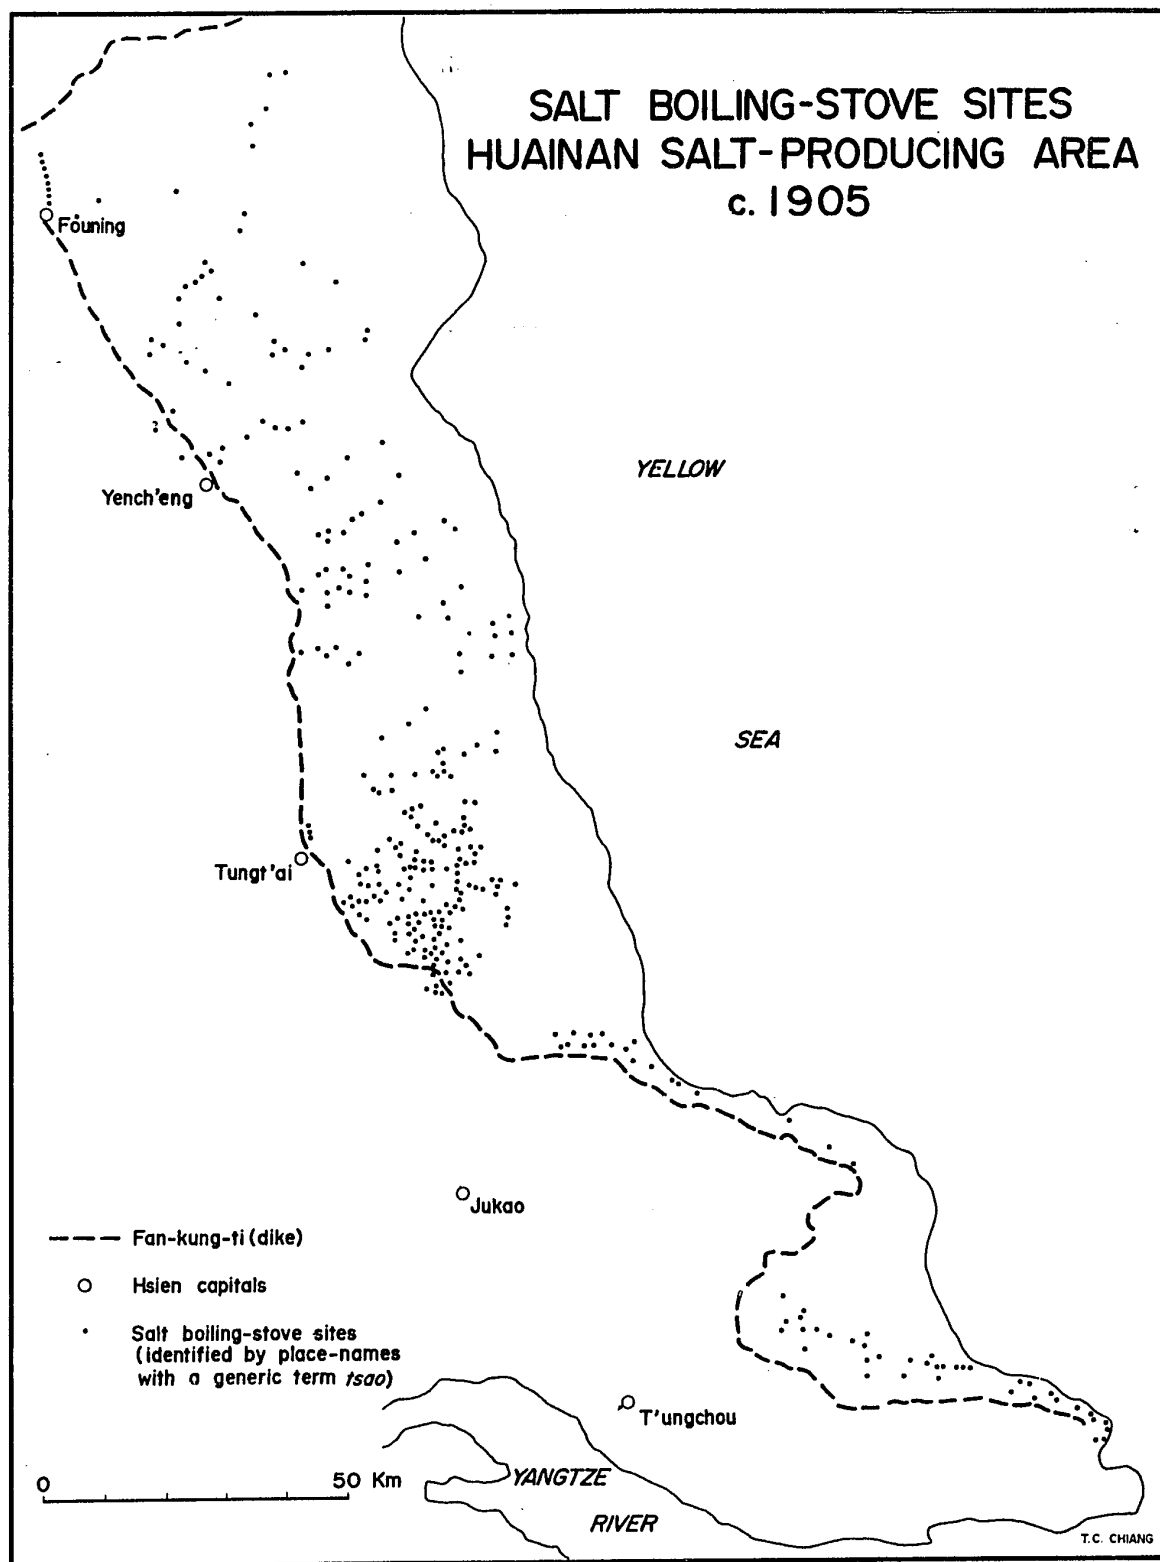 SALT BOILING-STOVE SITES
HUAINAN SALT-PRODUCING AREA
c. 1905
Founing
YELLOW
Yench'eng
SEA
Tungt'ai
Jukao
Fan-kung-ti (dike)
Hsien capitals
Salt boiling-stove sites
(identified by place-names
with a generic term tsao)
T'ungchou
0
50 Km
YANGTZE
RIVER
T.C. CHIANG